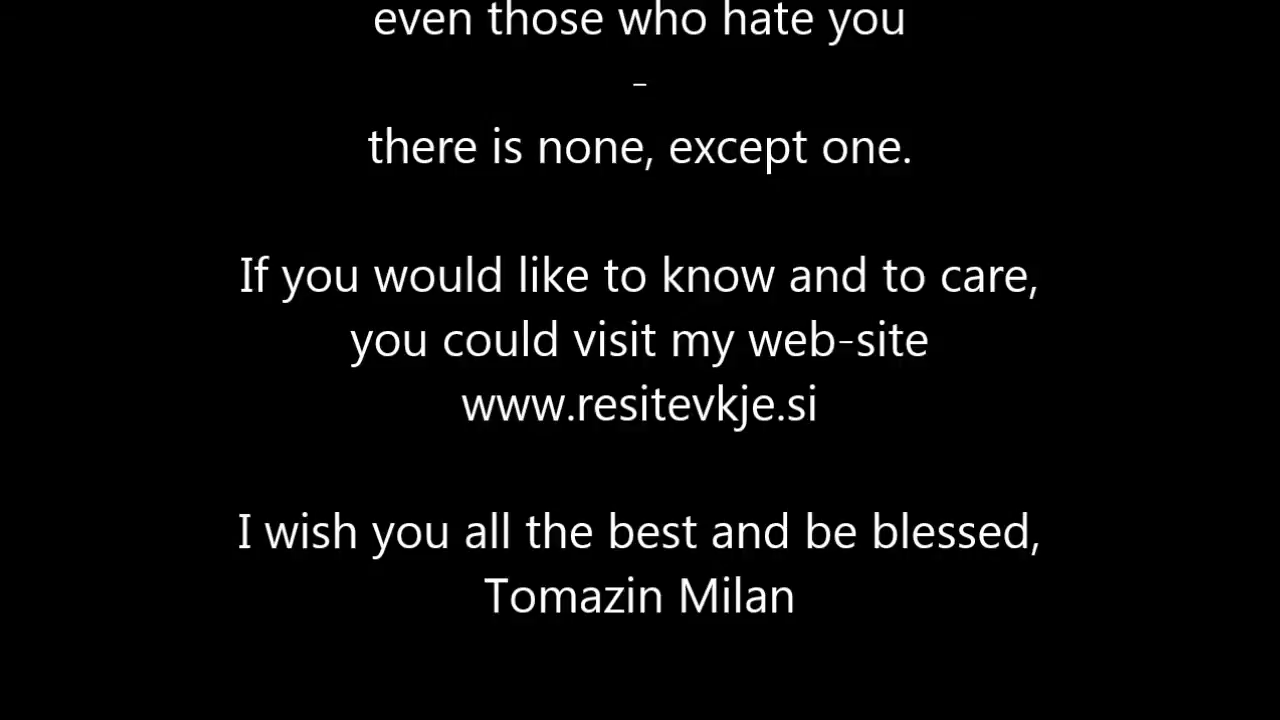 even those who hate you
-
there is none, except one.
If you would like to know and to care,
you could visit my web-site
www.resitevkje.si
I wish you all the best and be blessed,
Tomazin Milan